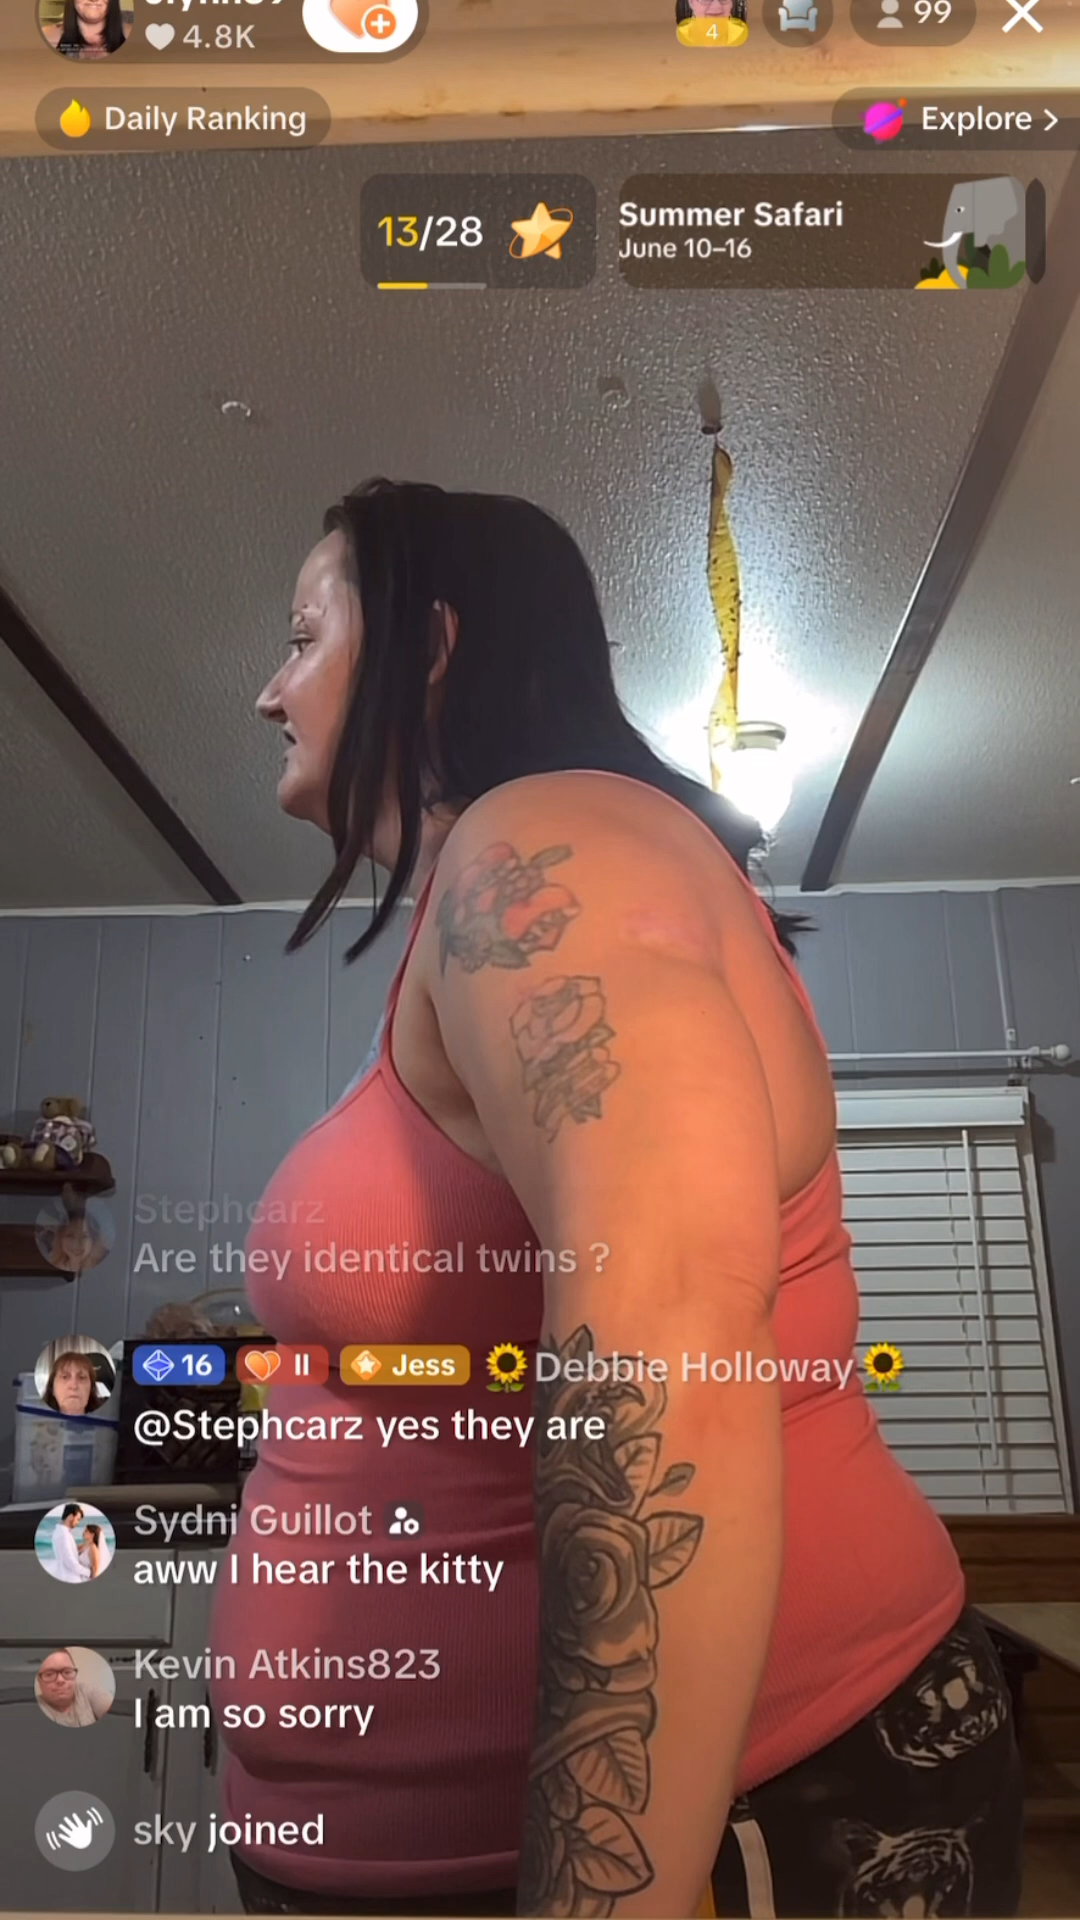 4.8K
4
99
Daily Ranking
Explore >
13/28
Summer Safari
June 10–16
Stephcarz
Are they identical twins ?
16 II Jess 🌻Debbie Holloway🌻
@Stephcarz yes they are
Sydni Guillot
aww I hear the kitty
Kevin Atkins823
I am so sorry
sky joined